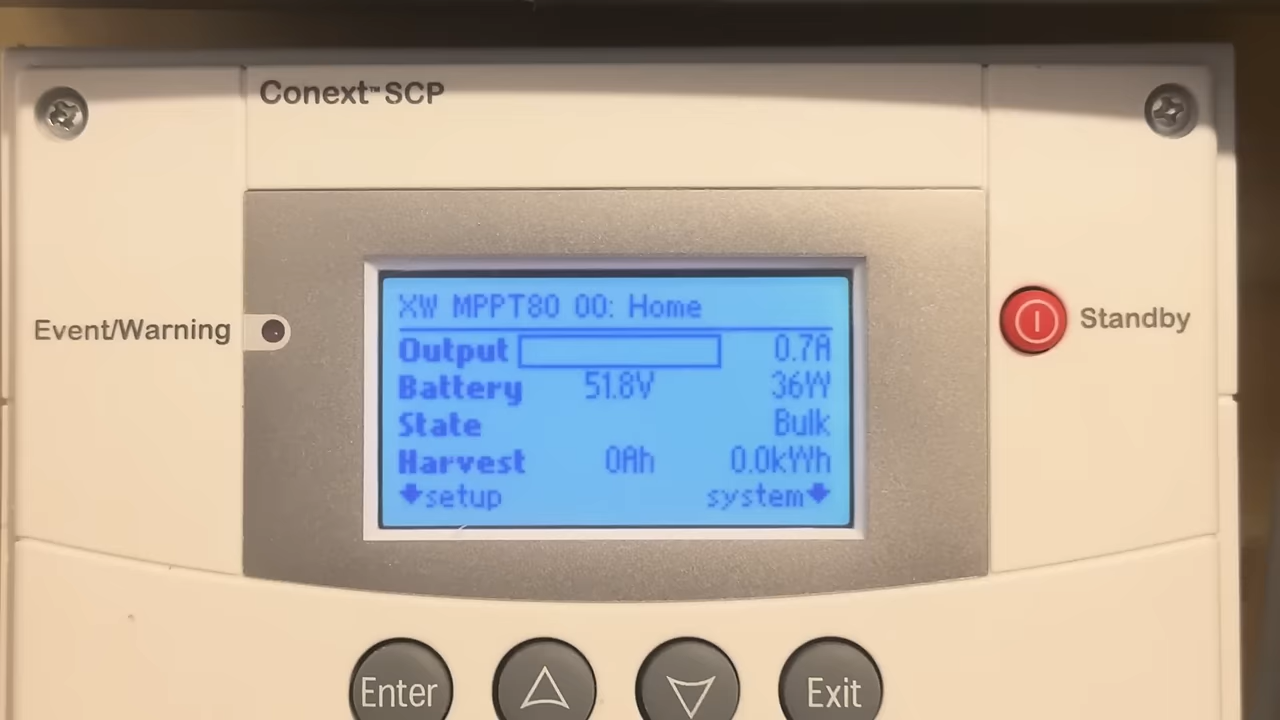 Conext™ SCP
Event/Warning
Standby
XW MPPT80 00: Home
Output 0.7A
Battery 51.8V 36W
State Bulk
Harvest 0Ah 0.0kWh
setup system
Enter Exit